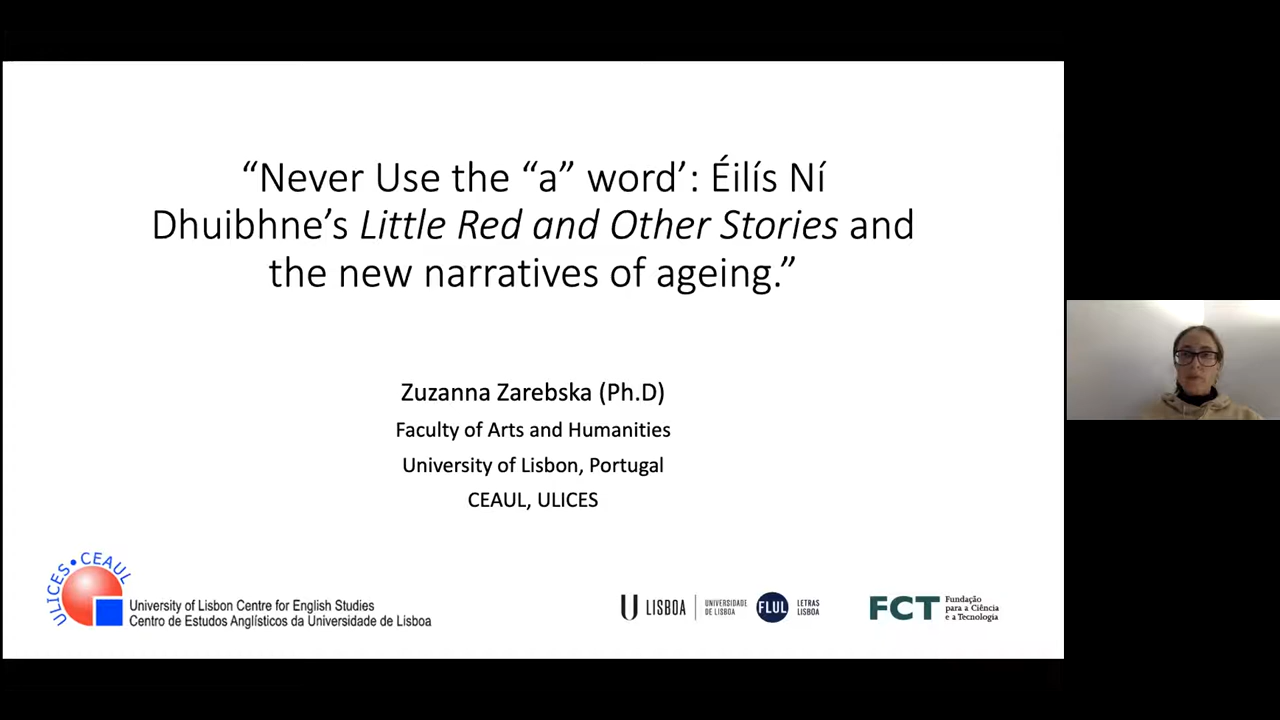 “Never Use the “a” word’: Éilís Ní
Dhuibhne’s Little Red and Other Stories and
the new narratives of ageing.”
Zuzanna Zarebska (Ph.D)
Faculty of Arts and Humanities
University of Lisbon, Portugal
CEAUL, ULICES
ULICES•CEAUL
University of Lisbon Centre for English Studies
Centro de Estudos Anglísticos da Universidade de Lisboa
U LISBOA
UNIVERSIDADE
DE LISBOA
FLUL
LETRAS
LISBOA
FCT
Fundação
para a Ciência
e a Tecnologia